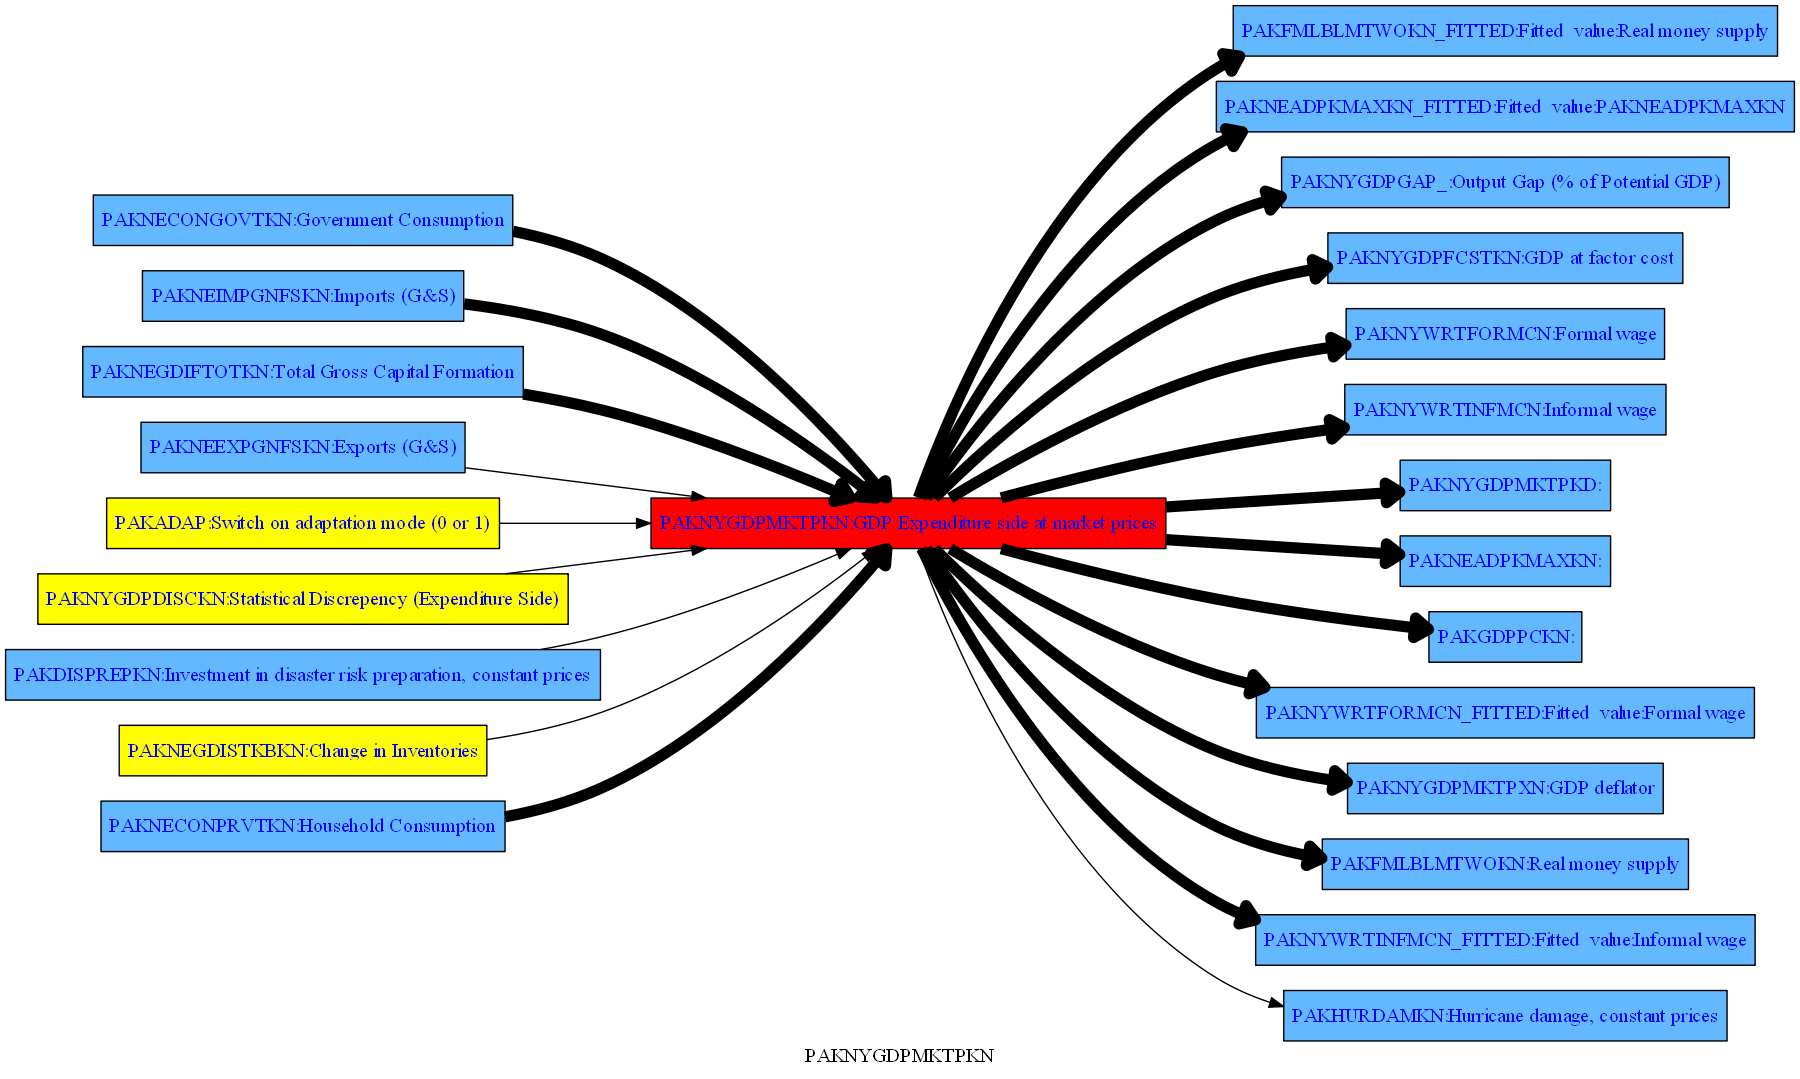 PAKNECONGOVTKN:Government Consumption
PAKNEIMPGNFSKN:Imports (G&S)
PAKNEGDIFTOTKN:Total Gross Capital Formation
PAKNEEXPGNFSKN:Exports (G&S)
PAKADAP:Switch on adaptation mode (0 or 1)
PAKNYGDPDISCKN:Statistical Discrepency (Expenditure Side)
PAKDISPREPKN:Investment in disaster risk preparation, constant prices
PAKNEGDISTKBKN:Change in Inventories
PAKNECONPRVTKN:Household Consumption
PAKNYGDPMKTPKN:GDP Expenditure side at market prices
PAKFMLBLMTWOKN_FITTED:Fitted value:Real money supply
PAKNEADPKMAXKN_FITTED:Fitted value:PAKNEADPKMAXKN
PAKNYGDPGAP_:Output Gap (% of Potential GDP)
PAKNYGDPFCSTKN:GDP at factor cost
PAKNYWRTFORMCN:Formal wage
PAKNYWRTINFMCN:Informal wage
PAKNYGDPMKTPKD:
PAKNEADPKMAXKN:
PAKGDPPCKN:
PAKNYWRTFORMCN_FITTED:Fitted value:Formal wage
PAKNYGDPMKTPXN:GDP deflator
PAKFMLBLMTWOKN:Real money supply
PAKNYWRTINFMCN_FITTED:Fitted value:Informal wage
PAKHURDAMKN:Hurricane damage, constant prices
PAKNYGDPMKTPKN